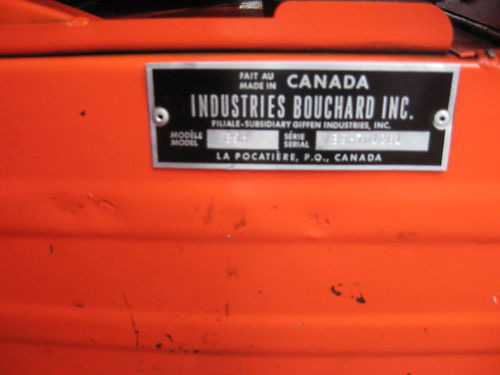 FAIT AU
MADE IN CANADA
INDUSTRIES BOUCHARD INC.
FILIALE-SUBSIDIARY GIFFEN INDUSTRIES, INC.
MODÈLE SÉRIE
MODEL SERIAL
LA POCATIÈRE, P.Q., CANADA